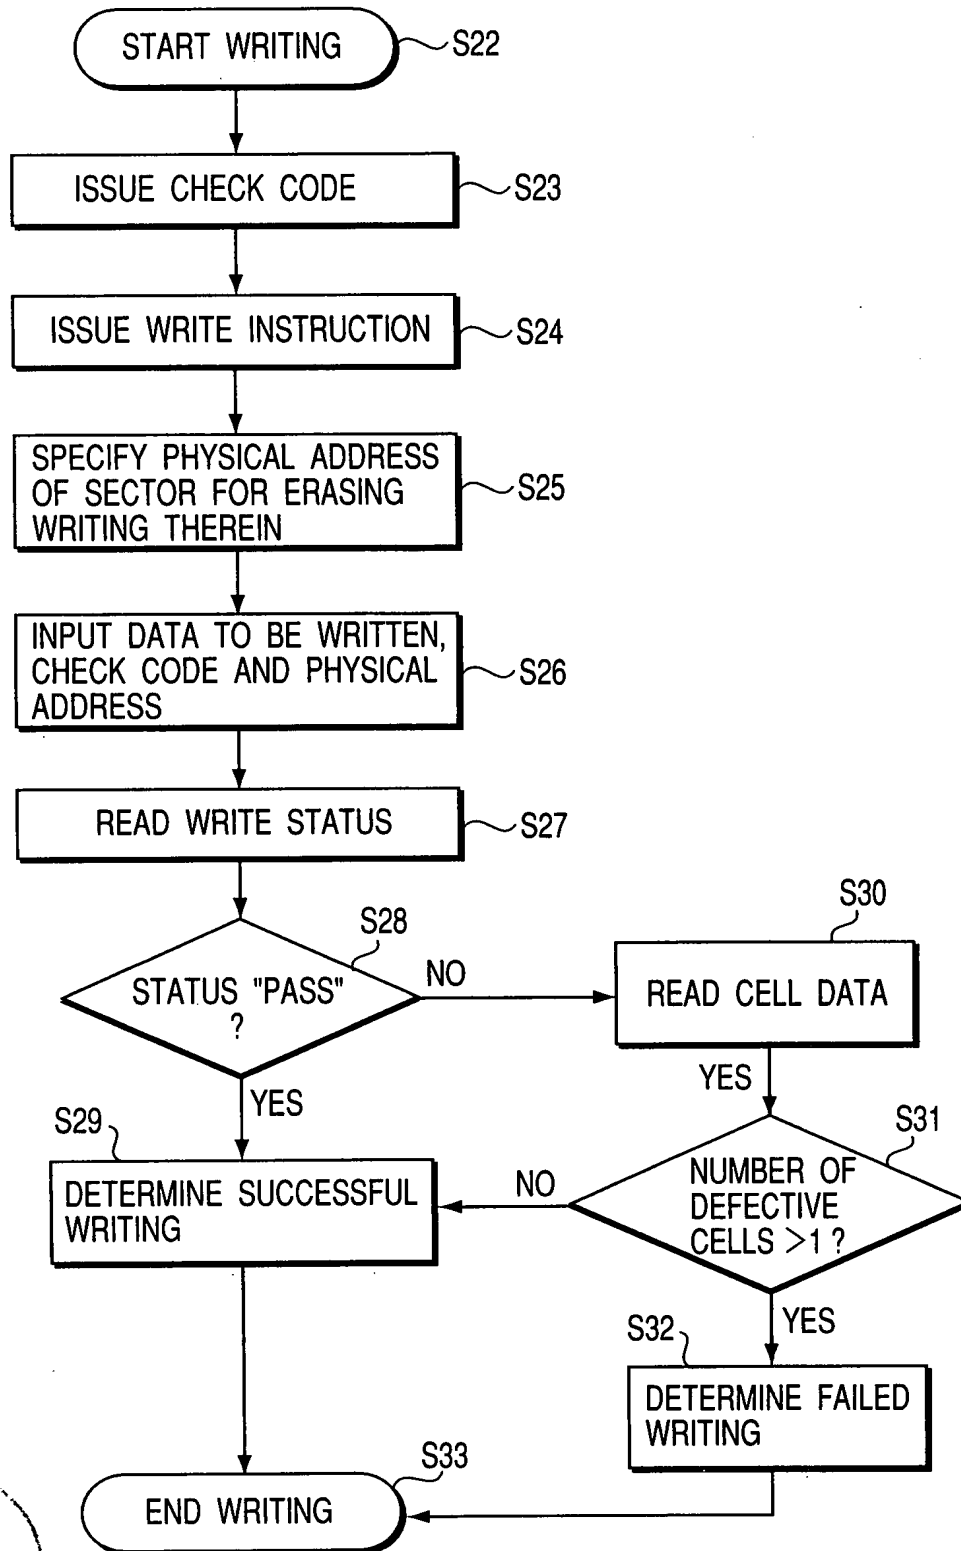 START WRITING
S22
ISSUE CHECK CODE
S23
ISSUE WRITE INSTRUCTION
S24
SPECIFY PHYSICAL ADDRESS
OF SECTOR FOR ERASING
WRITING THEREIN
S25
INPUT DATA TO BE WRITTEN,
CHECK CODE AND PHYSICAL
ADDRESS
S26
READ WRITE STATUS
S27
S28
STATUS "PASS"
?
NO
YES
S30
READ CELL DATA
YES
S31
NUMBER OF
DEFECTIVE
CELLS >1 ?
NO
YES
S29
DETERMINE SUCCESSFUL
WRITING
S32
DETERMINE FAILED
WRITING
S33
END WRITING